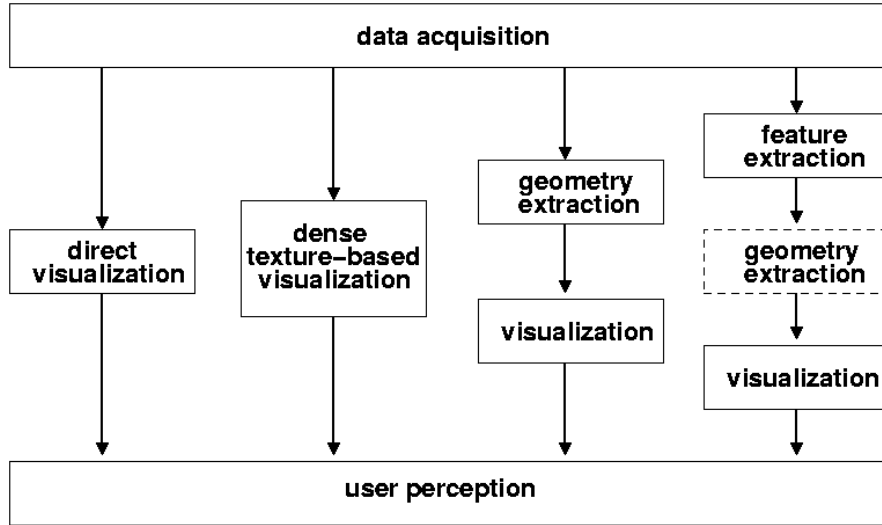 data acquisition
direct
visualization
dense
texture-based
visualization
geometry
extraction
visualization
feature
extraction
geometry
extraction
visualization
user perception